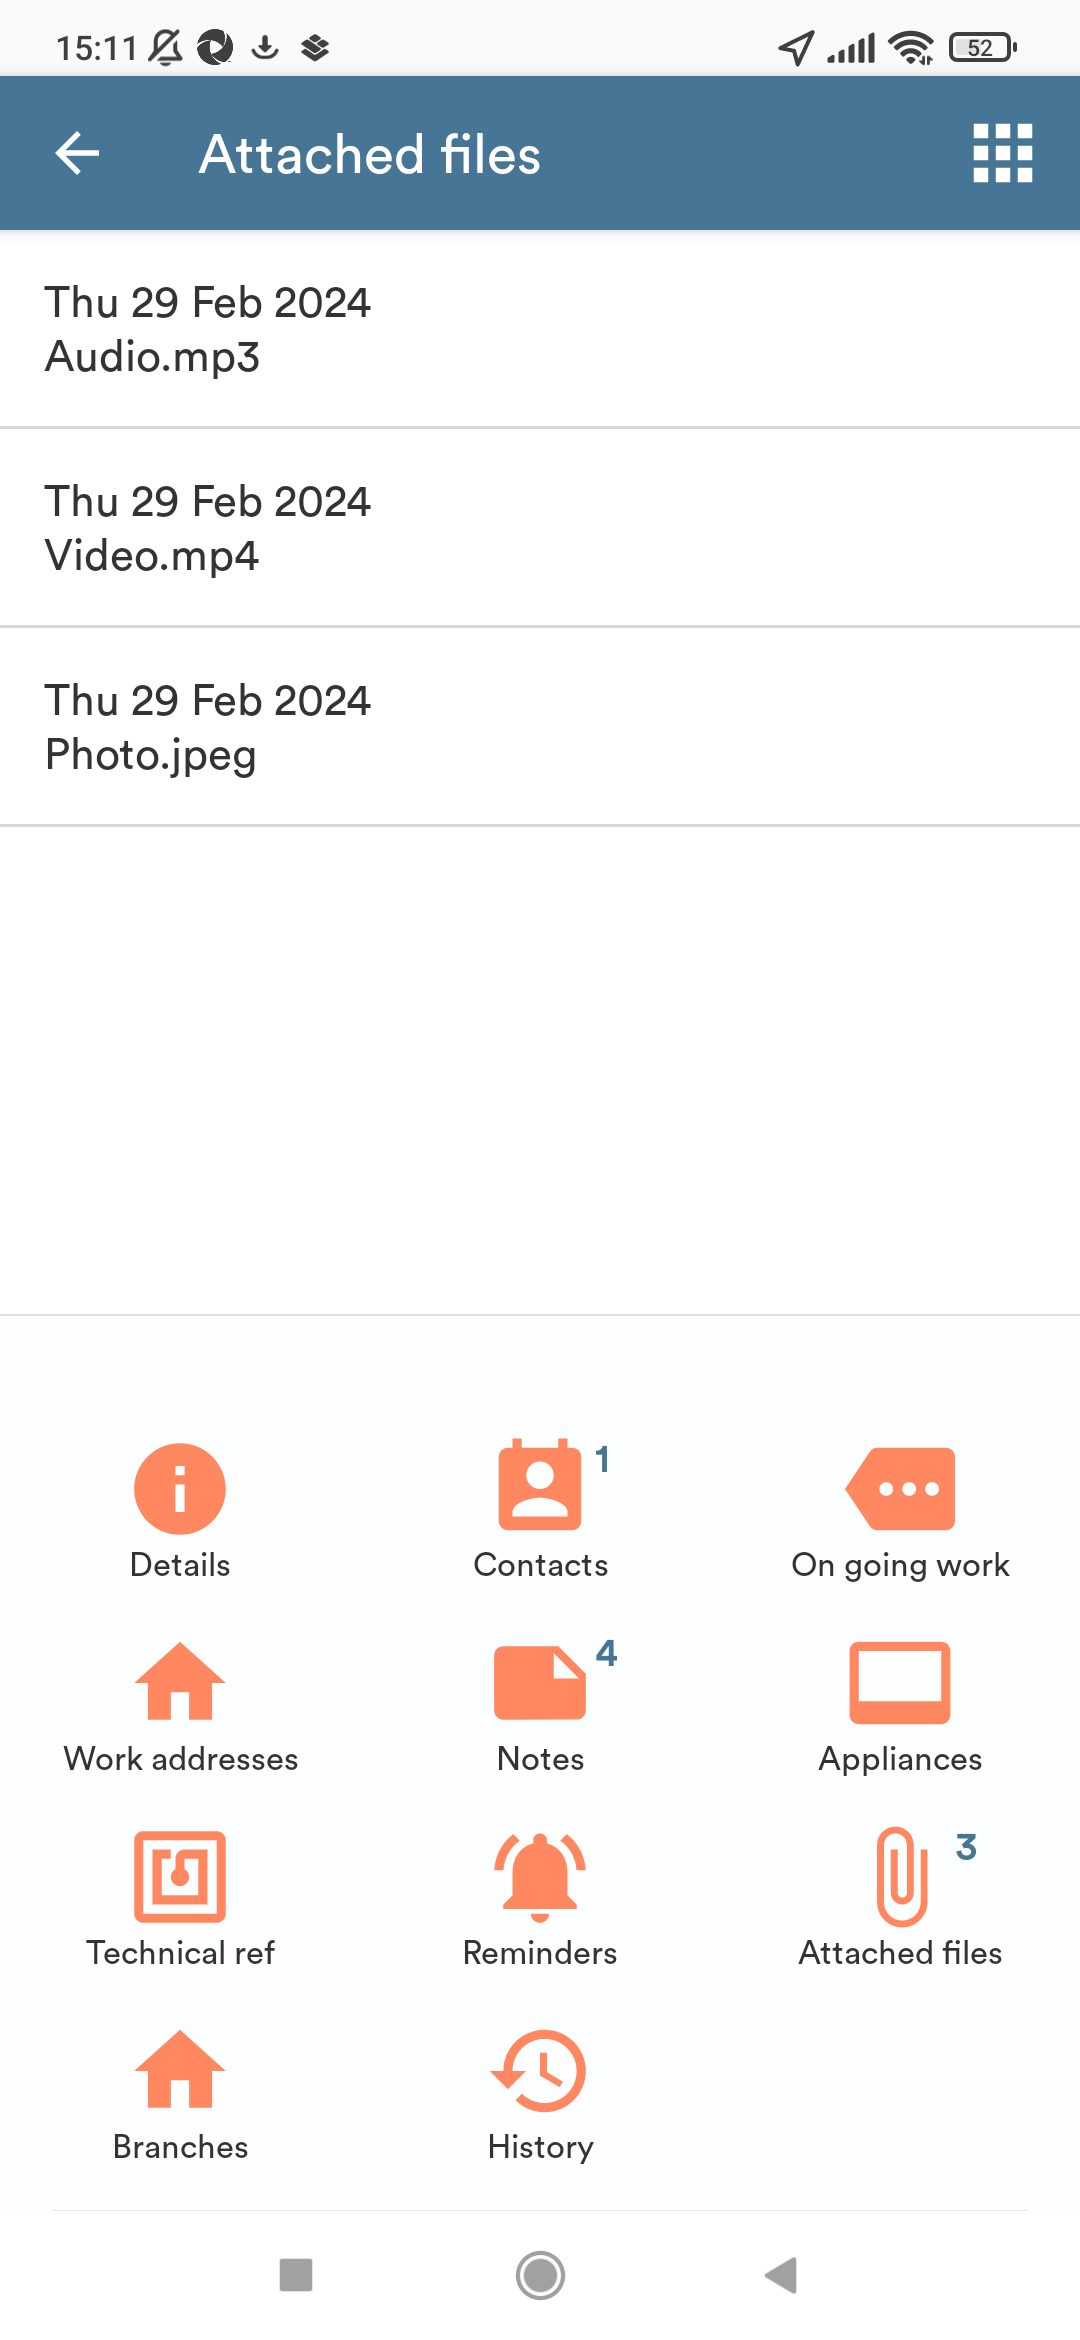 15:11 52
Attached files
Thu 29 Feb 2024
Audio.mp3
Thu 29 Feb 2024
Video.mp4
Thu 29 Feb 2024
Photo.jpeg
1
Details Contacts On going work
4
Work addresses Notes Appliances
3
Technical ref Reminders Attached files
Branches History